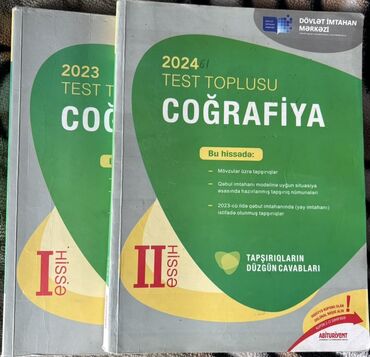 2023
TEST T
COĞ
B
I
Hissə
DÖVLƏT İMTAHAN
MƏRKƏZİ
2024
TEST TOPLUSU
COĞRAFİYA
Bu hissədə:
Mövzular üzrə tapşırıqlar
Qəbul imtahanı modelinə uyğun situasiya
əsasında hazırlanmış tapşırıq nümunələri
2023-cü ildə qəbul imtahanında (yay imtahanı)
istifadə olunmuş tapşırıqlar
II
Hissə
TAPŞIRIQLARIN
DÜZGÜN CAVABLARI
ABITURIYENT